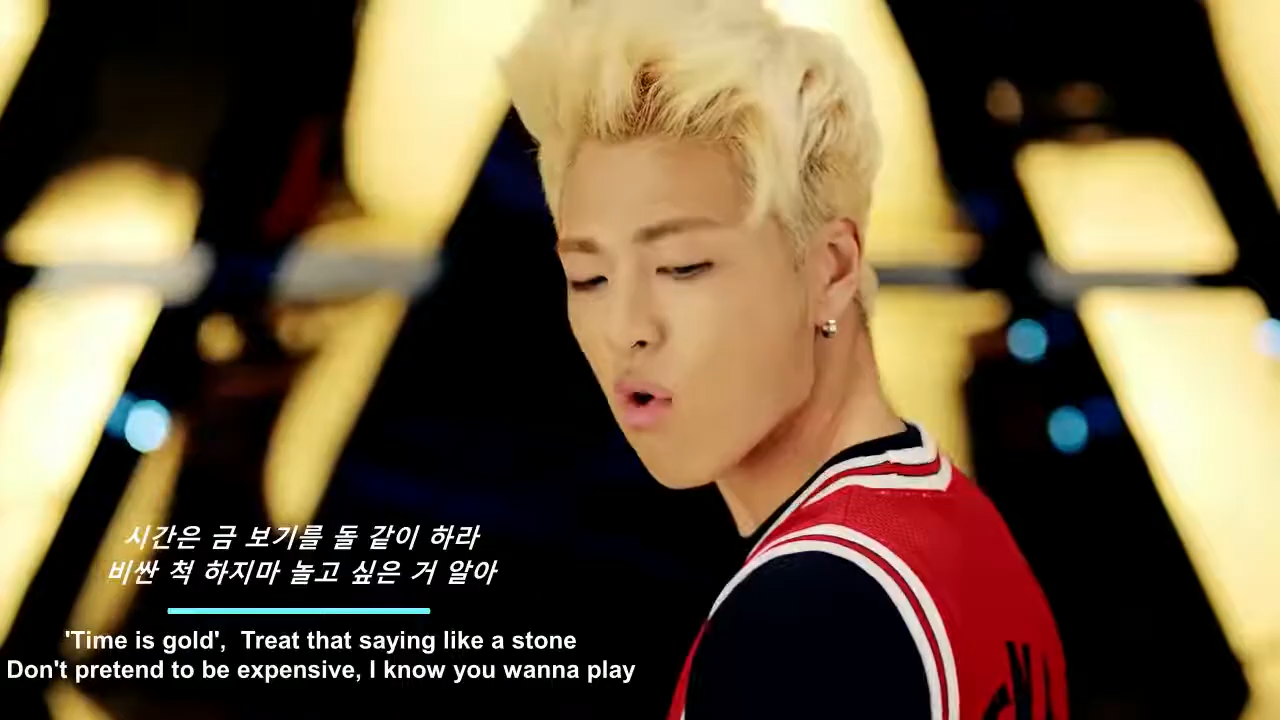 시간은 금 보기를 돌 같이 하라
비싼 척 하지마 놀고 싶은 거 알아
'Time is gold',  Treat that saying like a stone
Don't pretend to be expensive, I know you wanna play